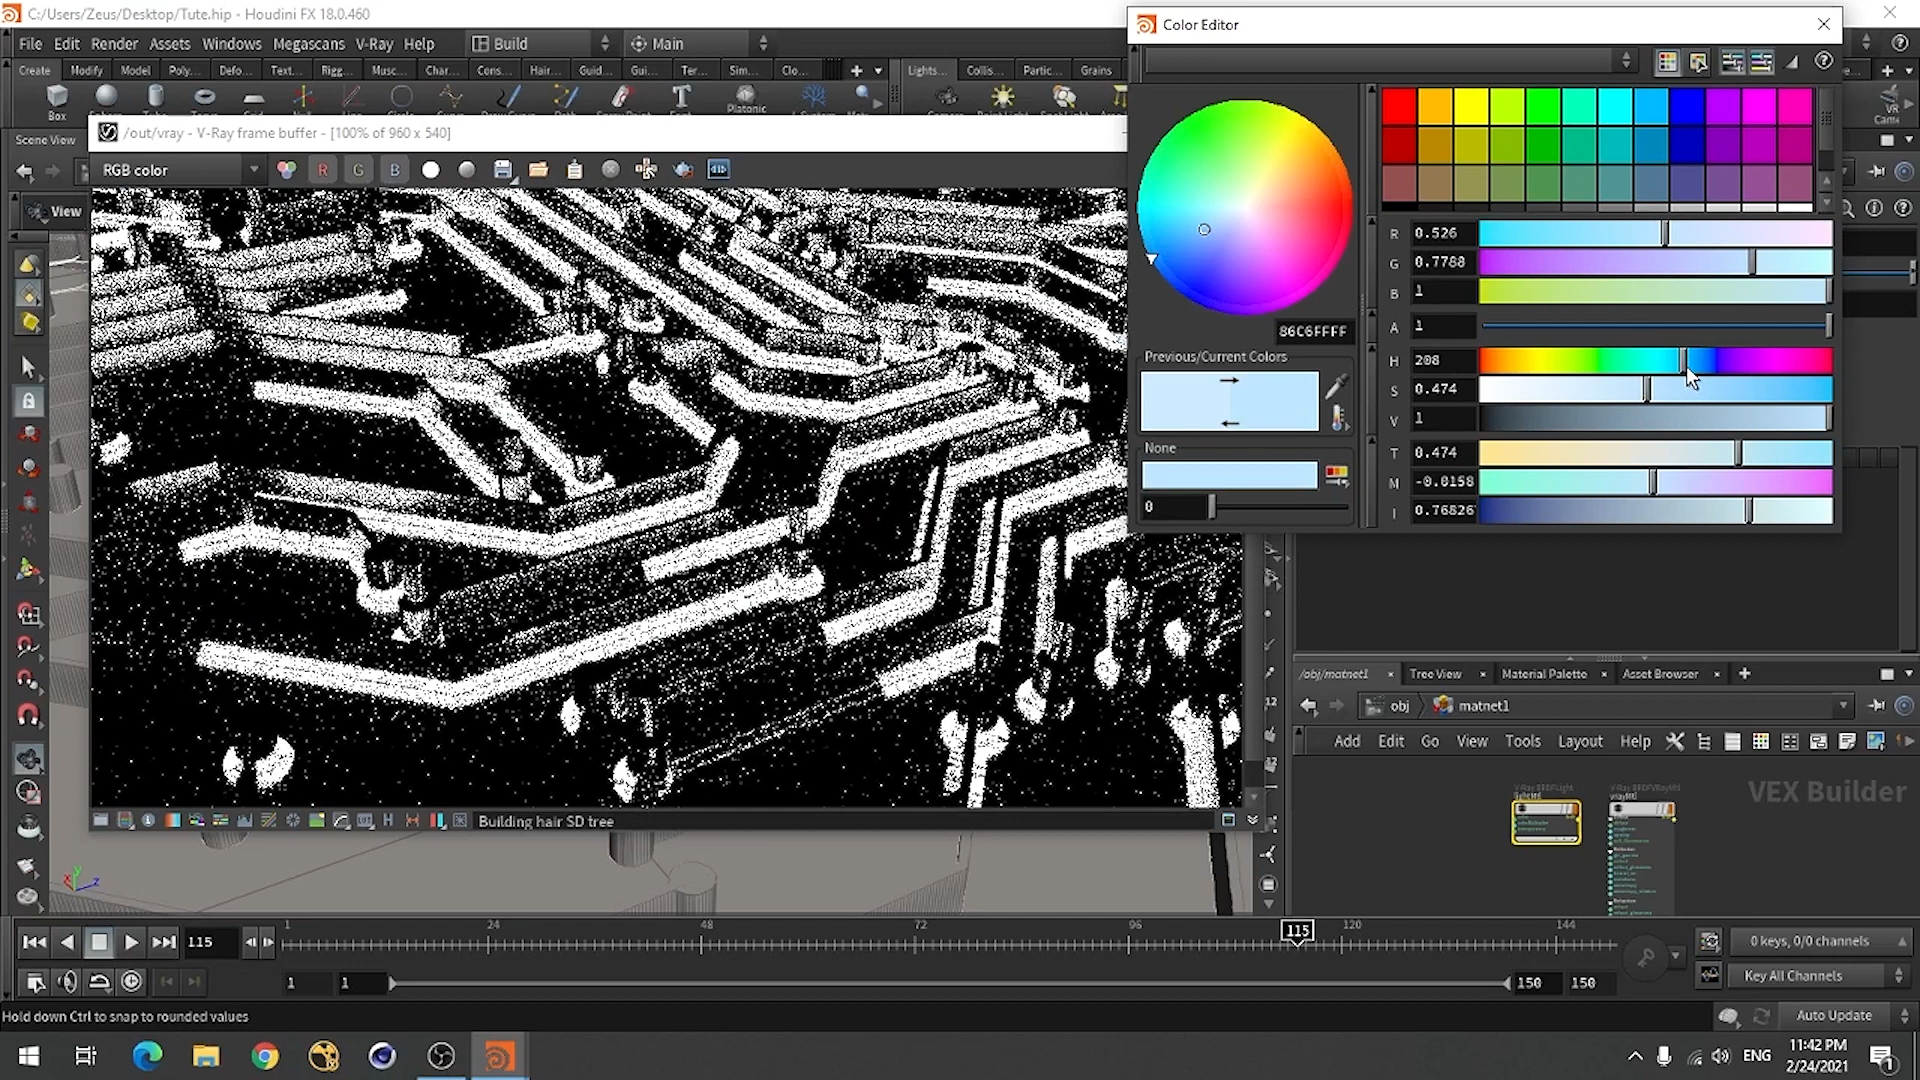 C:/Users/Zeus/Desktop/Tute.hip - Houdini FX 18.0.460
File Edit Render Assets Windows Megascans V-Ray Help Build Main
Create Modify Model Poly... Defo... Text... Rigg... Musc... Char... Cons... Hair... Guid... Gui... Ter... Sim... Clo... Lights... Collis... Partic... Grains
Box
Platonic
VR
Came
Scene View
/out/vray - V-Ray frame buffer - [100% of 960 x 540]
RGB color R G B
View
Building hair SD tree
Color Editor
R 0.526
G 0.7788
B 1
A 1
H 208
S 0.474
V 1
T 0.474
M -0.0158
I 0.76826
86C6FFFF
Previous/Current Colors
None
0
/obj/matnet1 Tree View Material Palette Asset Browser
obj matnet1
Add Edit Go View Tools Layout Help
VEX Builder
1 24 48 72 96 115 120 144
115
1 1 150 150
0 keys, 0/0 channels
Key All Channels
Hold down Ctrl to snap to rounded values
Auto Update
ENG
11:42 PM
2/24/2021
1